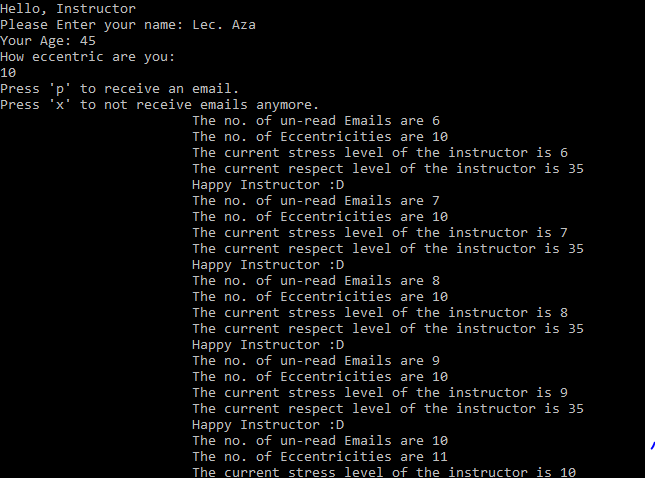 Hello, Instructor
Please Enter your name: Lec. Aza
Your Age: 45
How eccentric are you:
10
Press 'p' to receive an email.
Press 'x' to not receive emails anymore.
The no. of un-read Emails are 6
The no. of Eccentricities are 10
The current stress level of the instructor is 6
The current respect level of the instructor is 35
Happy Instructor :D
The no. of un-read Emails are 7
The no. of Eccentricities are 10
The current stress level of the instructor is 7
The current respect level of the instructor is 35
Happy Instructor :D
The no. of un-read Emails are 8
The no. of Eccentricities are 10
The current stress level of the instructor is 8
The current respect level of the instructor is 35
Happy Instructor :D
The no. of un-read Emails are 9
The no. of Eccentricities are 10
The current stress level of the instructor is 9
The current respect level of the instructor is 35
Happy Instructor :D
The no. of un-read Emails are 10
The no. of Eccentricities are 11
The current stress level of the instructor is 10